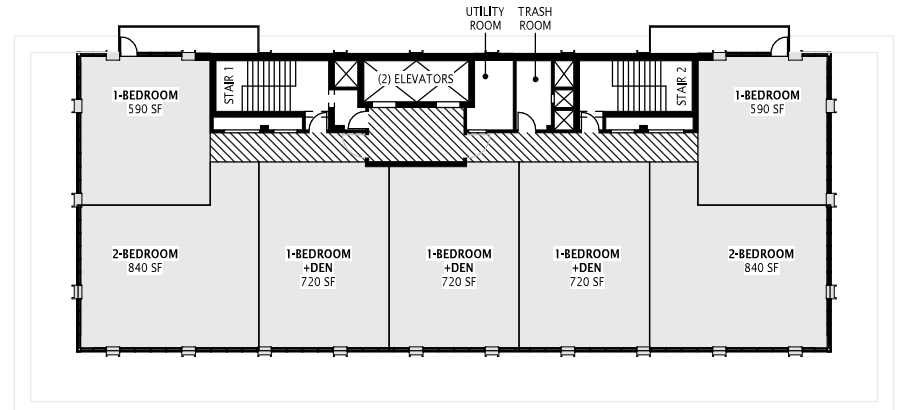 UTILITY
ROOM
TRASH
ROOM
STAIR 1
(2) ELEVATORS
STAIR 2
1-BEDROOM
590 SF
1-BEDROOM
590 SF
2-BEDROOM
840 SF
1-BEDROOM
+DEN
720 SF
1-BEDROOM
+DEN
720 SF
1-BEDROOM
+DEN
720 SF
2-BEDROOM
840 SF